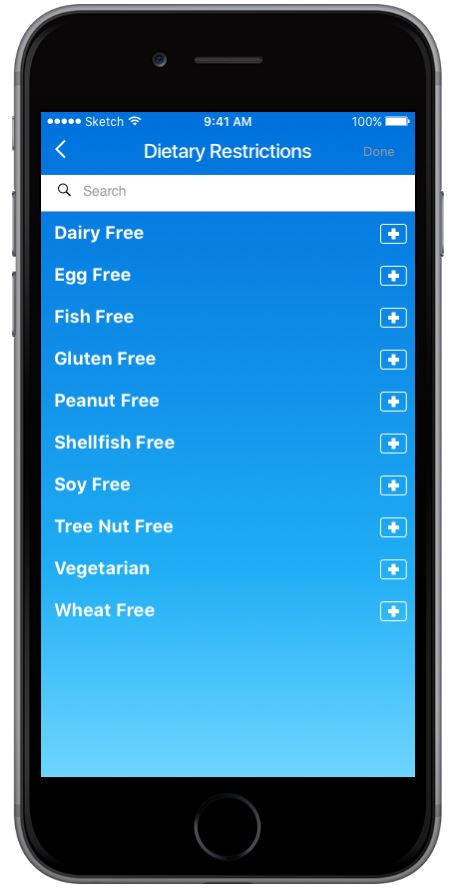 Sketch 9:41 AM 100%
Dietary Restrictions Done
Search
Dairy Free
Egg Free
Fish Free
Gluten Free
Peanut Free
Shellfish Free
Soy Free
Tree Nut Free
Vegetarian
Wheat Free